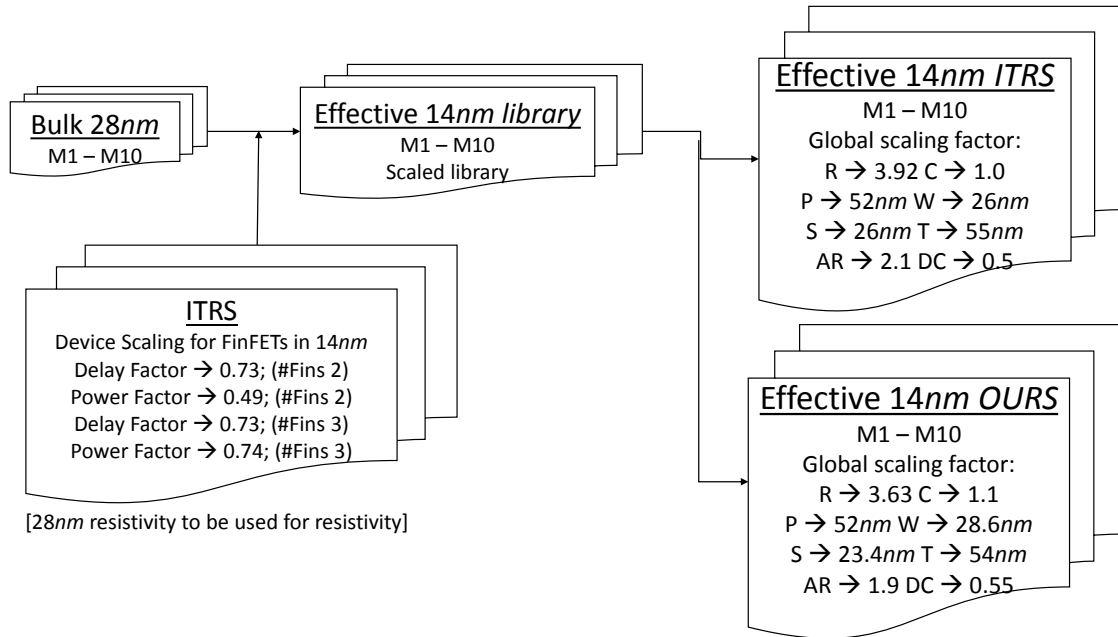 Bulk 28nm
M1 – M10
Effective 14nm library
M1 – M10
Scaled library
ITRS
Device Scaling for FinFETs in 14nm
Delay Factor → 0.73; (#Fins 2)
Power Factor → 0.49; (#Fins 2)
Delay Factor → 0.73; (#Fins 3)
Power Factor → 0.74; (#Fins 3)
[28nm resistivity to be used for resistivity]
Effective 14nm ITRS
M1 – M10
Global scaling factor:
R → 3.92 C → 1.0
P → 52nm W → 26nm
S → 26nm T → 55nm
AR → 2.1 DC → 0.5
Effective 14nm OURS
M1 – M10
Global scaling factor:
R → 3.63 C → 1.1
P → 52nm W → 28.6nm
S → 23.4nm T → 54nm
AR → 1.9 DC → 0.55